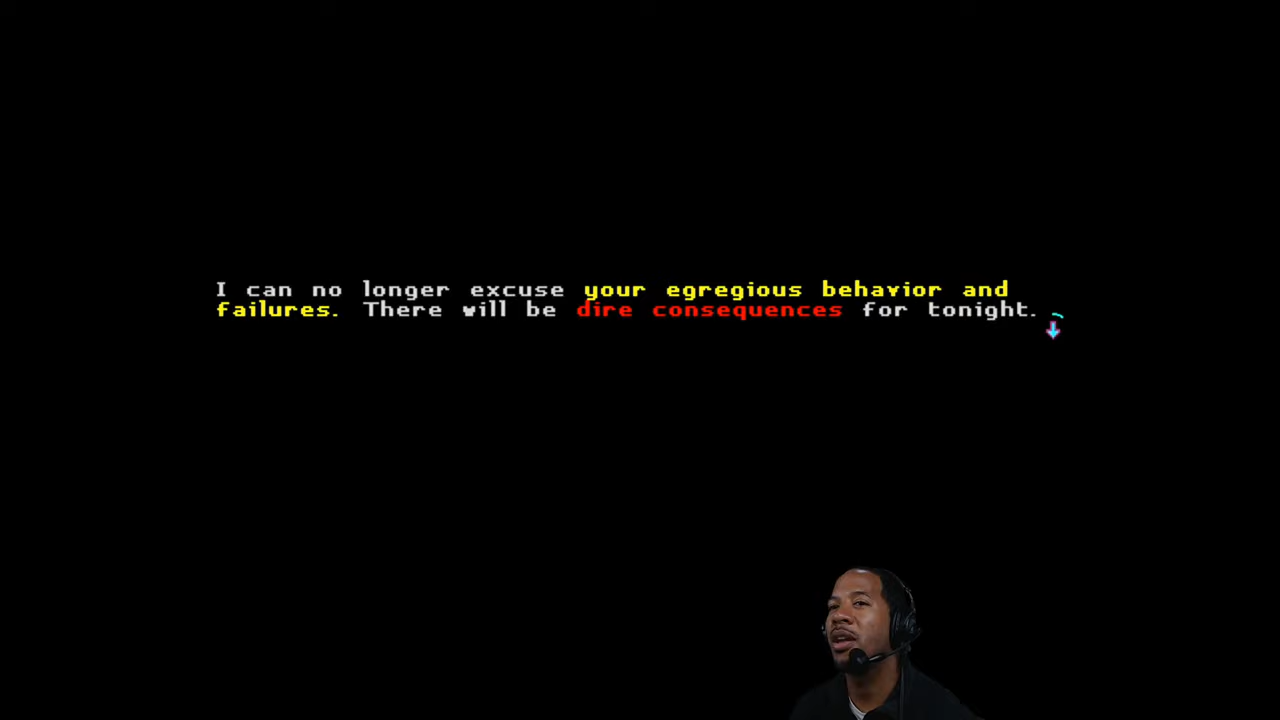 I can no longer excuse your egregious behavior and
failures. There will be dire consequences for tonight.